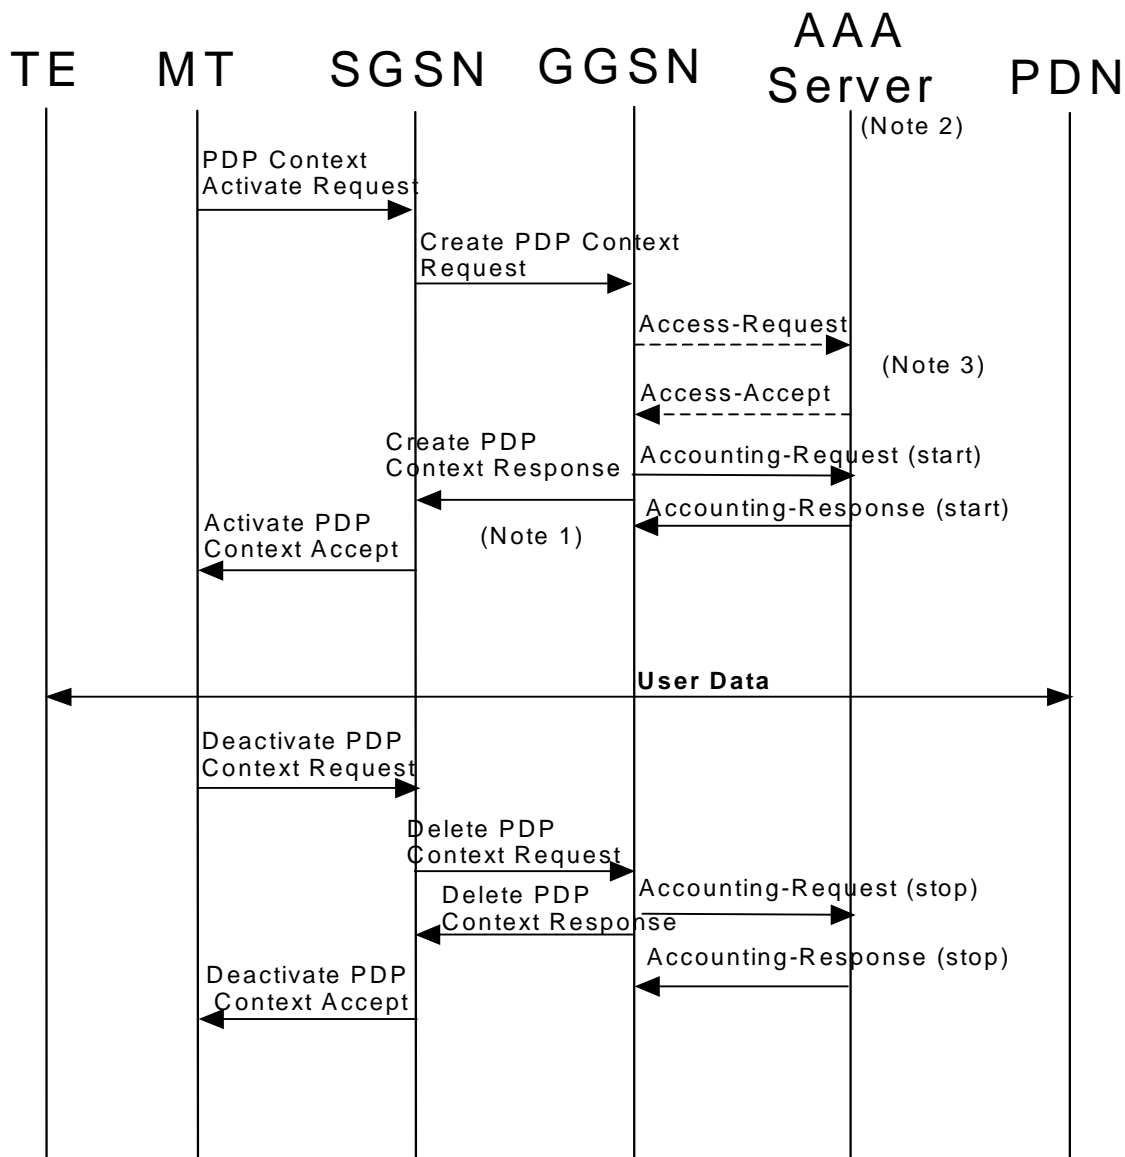 TE
MT
SGSN
GGSN
AAA
Server
PDN
(Note 2)
PDP Context
Activate Request
Create PDP Context
Request
Access-Request
(Note 3)
Access-Accept
Create PDP
Context Response
Accounting-Request (start)
Accounting-Response (start)
Activate PDP
Context Accept
(Note 1)
User Data
Deactivate PDP
Context Request
Delete PDP
Context Request
Accounting-Request (stop)
Delete PDP
Context Response
Accounting-Response (stop)
Deactivate PDP
Context Accept